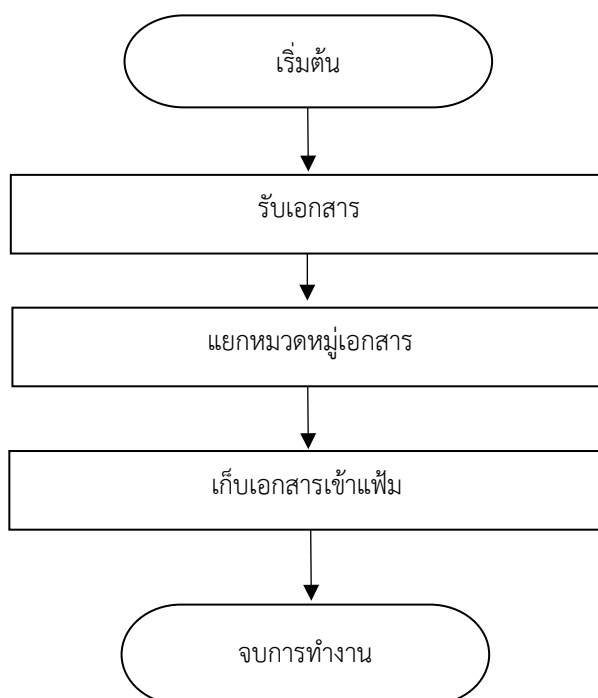 เริ่มต้น
รับเอกสาร
แยกหมวดหมู่เอกสาร
เก็บเอกสารเข้าแฟ้ม
จบการทำงาน